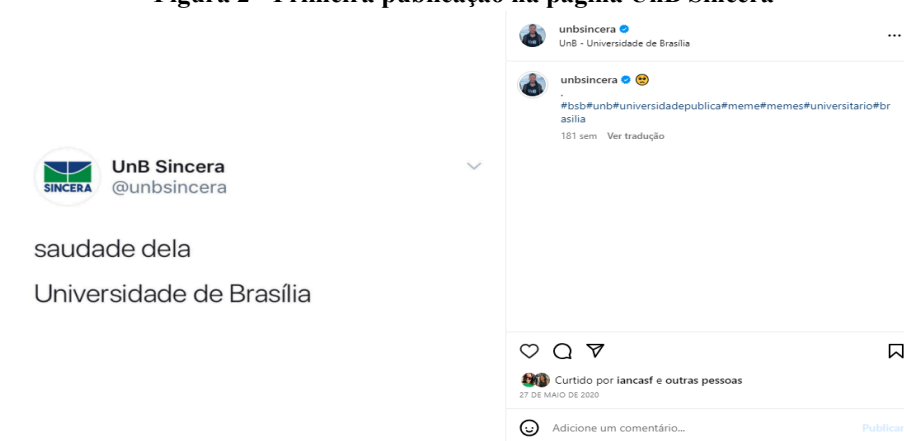 Figura 2 - Primeira publicação na página UnB Sincera
unbsincera
UnB - Universidade de Brasília
unbsincera
.
#bsb#unb#universidadepublica#meme#memes#universitario#br
asilia
181 sem Ver tradução
SINCERA
UnB Sincera
@unbsincera
saudade dela
Universidade de Brasília
Curtido por iancasf e outras pessoas
27 DE MAIO DE 2020
Adicione um comentário...
Publicar